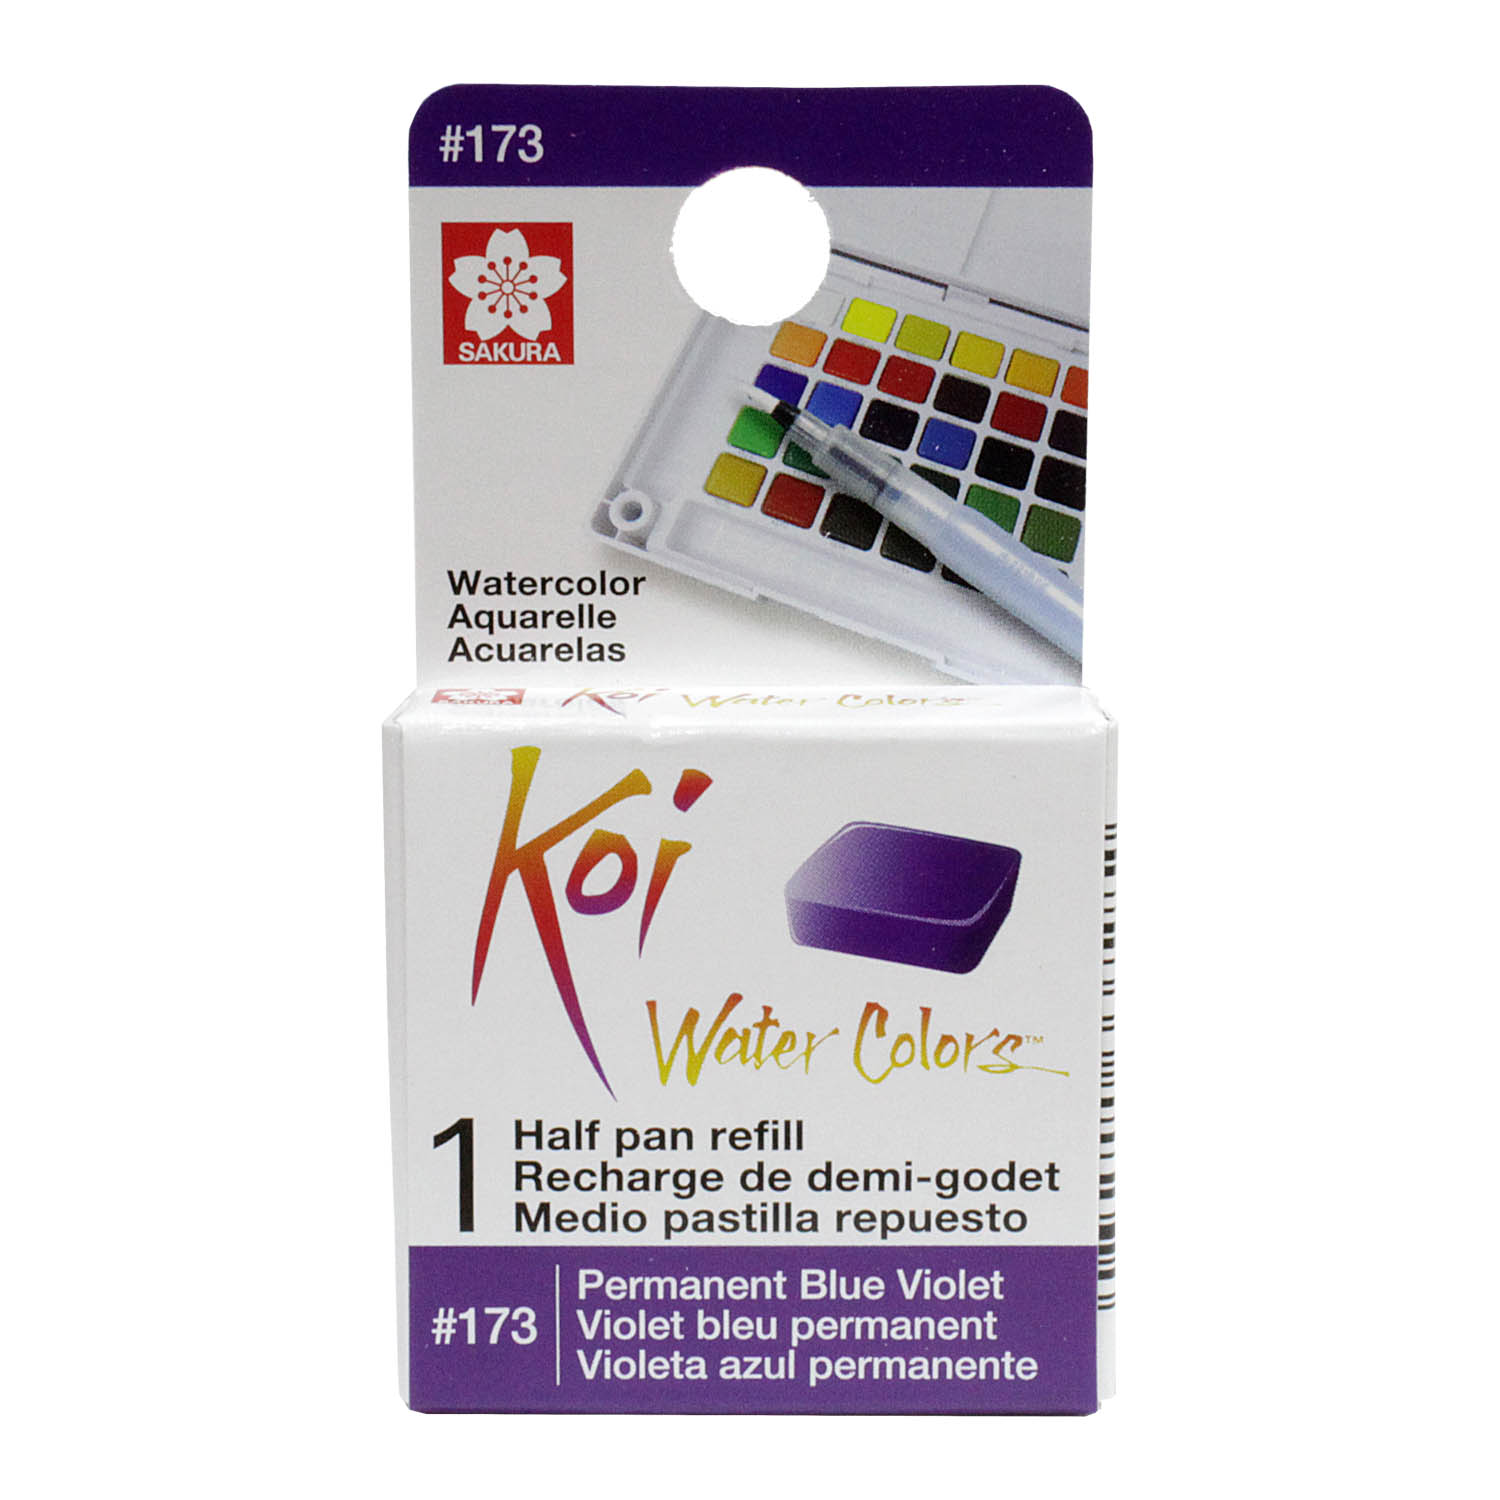 #173
SAKURA
Watercolor
Aquarelle
Acuarelas
SAKURA Koi Water Colors
Koi
Water Colors™
1 Half pan refill
Recharge de demi-godet
Medio pastilla repuesto
#173
Permanent Blue Violet
Violet bleu permanent
Violeta azul permanente